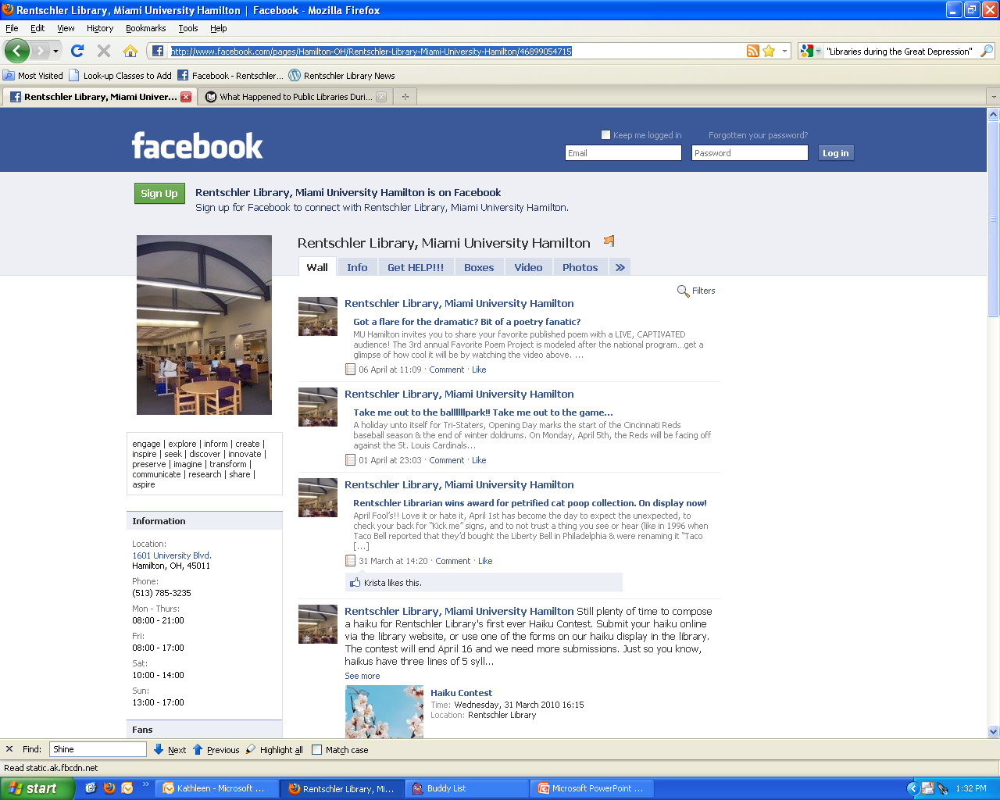 Rentschler Library, Miami University Hamilton | Facebook - Mozilla Firefox
File Edit View History Bookmarks Tools Help
http://www.facebook.com/pages/Hamilton-OH/Rentschler-Library-Miami-University-Hamilton/46899054715
"Libraries during the Great Depression"
Most Visited Look-up Classes to Add Facebook - Rentschler... Rentschler Library News
Rentschler Library, Miami Univer... What Happened to Public Libraries Duri...
facebook
Keep me logged in Forgotten your password?
Email Password Log in
Sign Up
Rentschler Library, Miami University Hamilton is on Facebook
Sign up for Facebook to connect with Rentschler Library, Miami University Hamilton.
Rentschler Library, Miami University Hamilton
Wall Info Get HELP!!! Boxes Video Photos »
Filters
Rentschler Library, Miami University Hamilton
Got a flare for the dramatic? Bit of a poetry fanatic?
MU Hamilton invites you to share your favorite published poem with a LIVE, CAPTIVATED
audience! The 3rd annual Favorite Poem Project is modeled after the national program...get a
glimpse of how cool it will be by watching the video above. ...
06 April at 11:09 · Comment · Like
Rentschler Library, Miami University Hamilton
Take me out to the ballllllpark!! Take me out to the game...
A holiday unto itself for Tri-Staters, Opening Day marks the start of the Cincinnati Reds
baseball season & the end of winter doldrums. On Monday, April 5th, the Reds will be facing off
against the St. Louis Cardinals...
01 April at 23:03 · Comment · Like
Rentschler Library, Miami University Hamilton
Rentschler Librarian wins award for petrified cat poop collection. On display now!
April Fool's!! Love it or hate it, April 1st has become the day to expect the unexpected, to
check your back for "Kick me" signs, and to not trust a thing you see or hear (like in 1996 when
Taco Bell reported that they'd bought the Liberty Bell in Philadelphia & were renaming it "Taco
[...]
31 March at 14:20 · Comment · Like
Krista likes this.
Rentschler Library, Miami University Hamilton Still plenty of time to compose
a haiku for Rentschler Library's first ever Haiku Contest. Submit your haiku online
via the library website, or use one of the forms on our haiku display in the library.
The contest will end April 16 and we need more submissions. Just so you know,
haikus have three lines of 5 syll...
See more
Haiku Contest
Time: Wednesday, 31 March 2010 16:15
Location: Rentschler Library
engage | explore | inform | create |
inspire | seek | discover | innovate |
preserve | imagine | transform |
communicate | research | share |
aspire
Information
Location:
1601 University Blvd.
Hamilton, OH, 45011
Phone:
(513) 785-3235
Mon - Thurs:
08:00 - 21:00
Fri:
08:00 - 17:00
Sat:
10:00 - 14:00
Sun:
13:00 - 17:00
Fans
Find: Shine Next Previous Highlight all Match case
Read static.ak.fbcdn.net
start Kathleen - Microsoft ... Rentschler Library, Mi... Buddy List Microsoft PowerPoint ... 1:32 PM